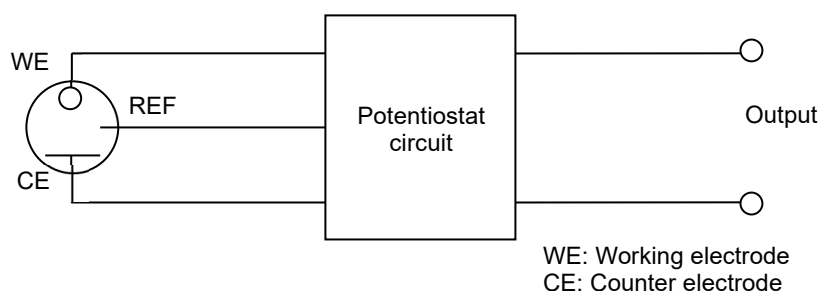 WE
REF
CE
Potentiostat
circuit
Output
WE: Working electrode
CE: Counter electrode